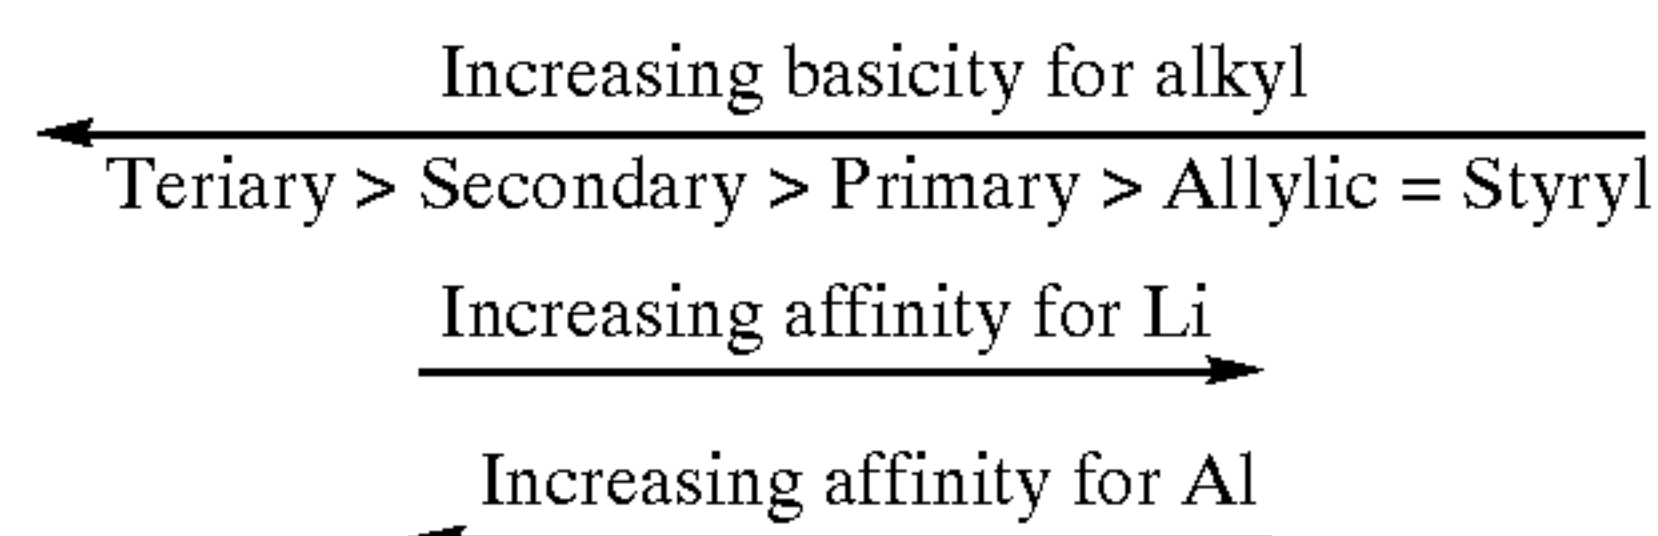 Increasing basicity for alkyl
Teriary > Secondary > Primary > Allylic = Styryl
Increasing affinity for Li
Increasing affinity for Al